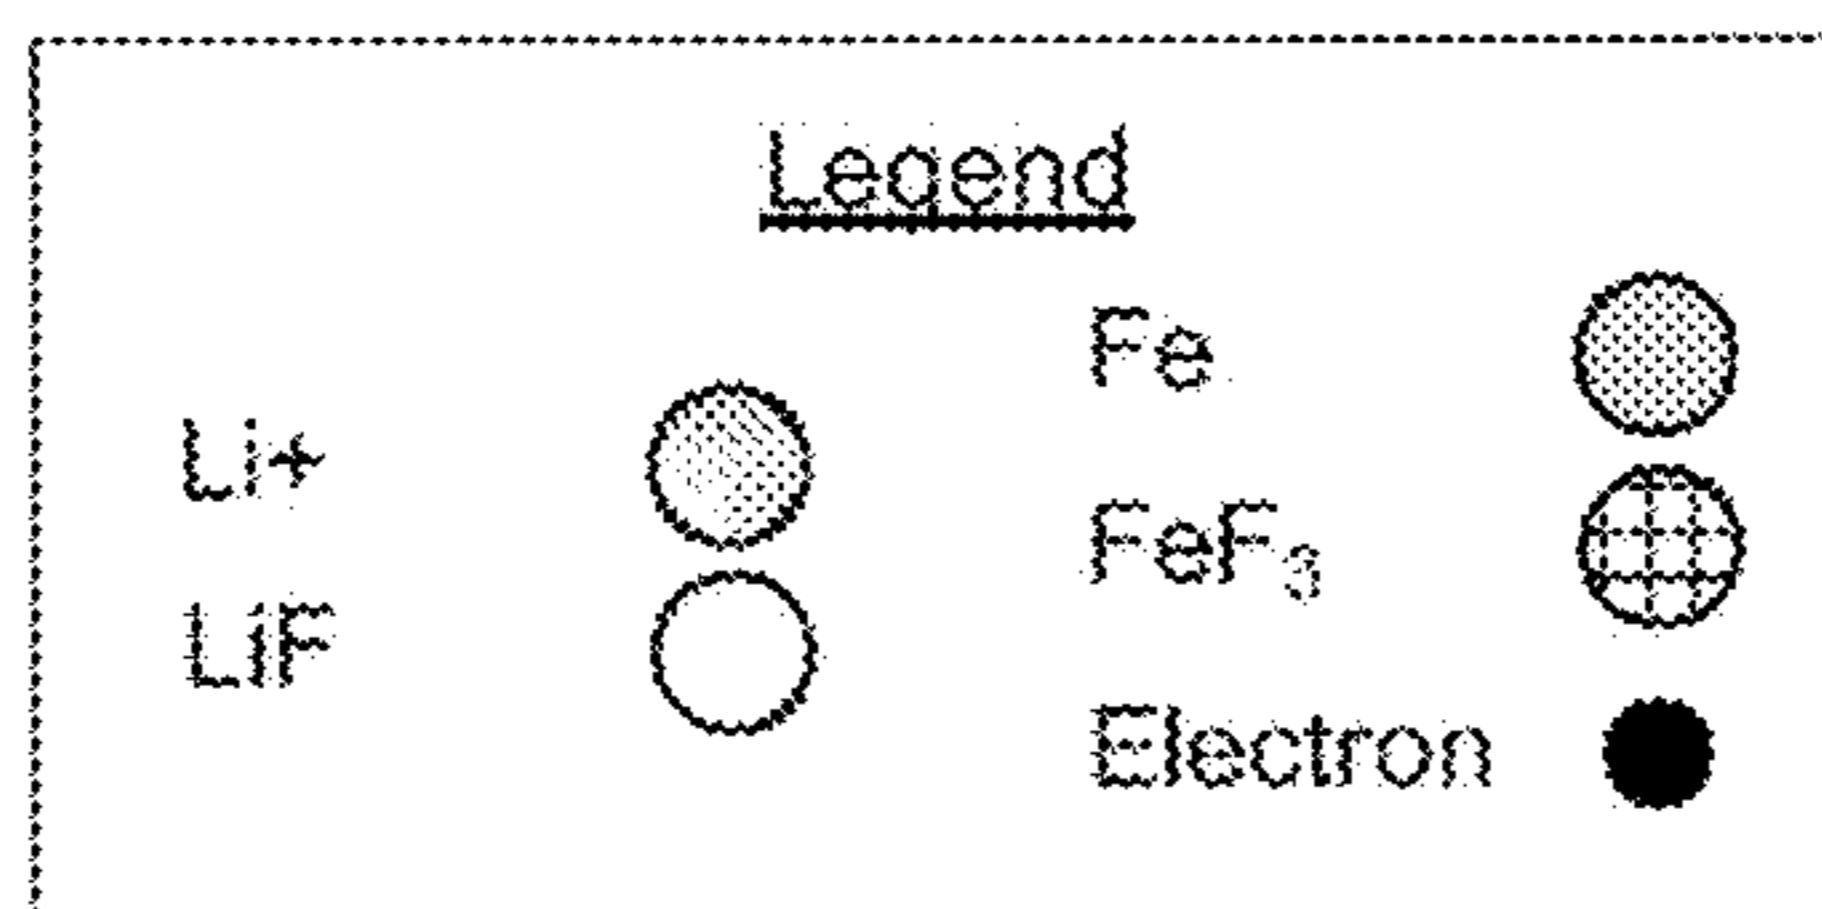 Legend
Li+
LiF
Fe
FeF₃
Electron